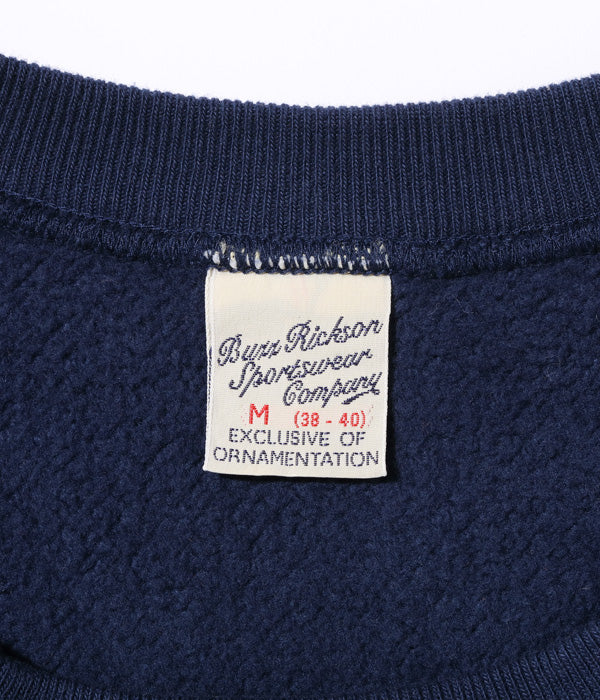 Buzz Rickson
Sportswear
Company
M (38 - 40)
EXCLUSIVE OF
ORNAMENTATION